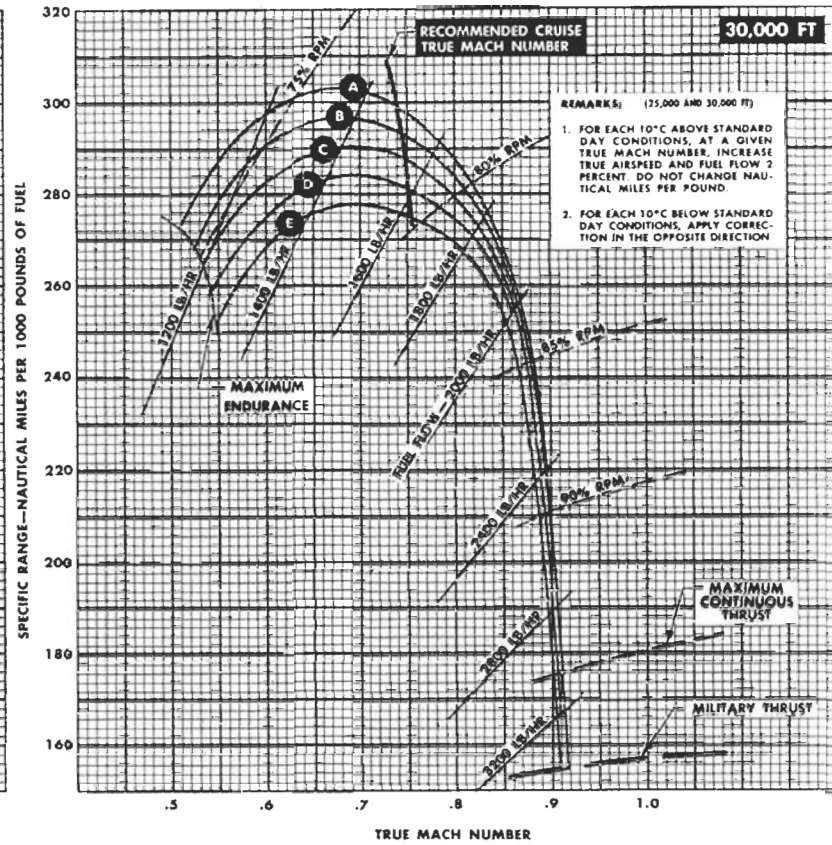 320
300
280
260
240
220
200
180
160
SPECIFIC RANGE—NAUTICAL MILES PER 1000 POUNDS OF FUEL
RECOMMENDED CRUISE
TRUE MACH NUMBER
30,000 FT
REMARKS: (25,000 AND 30,000 FT)
1. FOR EACH 10°C ABOVE STANDARD
DAY CONDITIONS, AT A GIVEN
TRUE MACH NUMBER, INCREASE
TRUE AIRSPEED AND FUEL FLOW 2
PERCENT. DO NOT CHANGE NAU-
TICAL MILES PER POUND.
2. FOR EACH 10°C BELOW STANDARD
DAY CONDITIONS, APPLY CORREC-
TION IN THE OPPOSITE DIRECTION
75% RPM
A
B
C
D
E
80% RPM
1200 LB/HR
1400 LB/HR
1600 LB/HR
1800 LB/HR
MAXIMUM
ENDURANCE
FUEL FLOW — 2000 LB/HR
85% RPM
2400 LB/HR
90% RPM
2800 LB/HR
MAXIMUM
CONTINUOUS
THRUST
3200 LB/HR
MILITARY THRUST
.5
.6
.7
.8
.9
1.0
TRUE MACH NUMBER